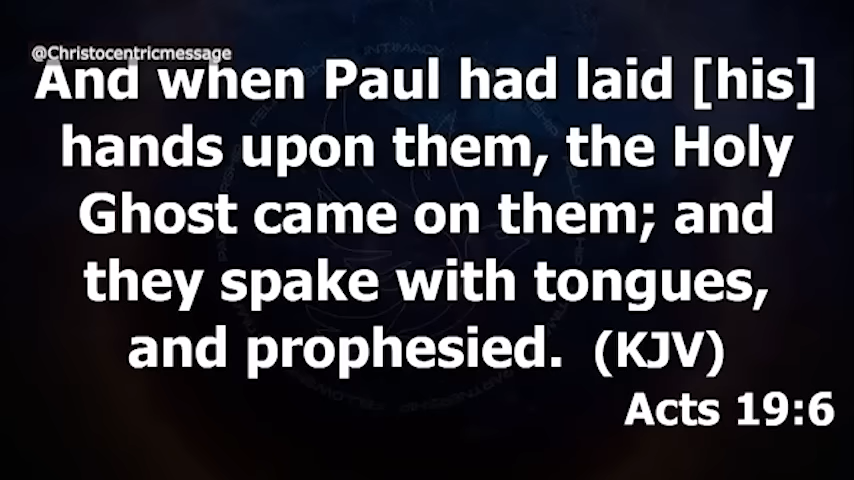 @Christocentricmessage
And when Paul had laid [his]
hands upon them, the Holy
Ghost came on them; and
they spake with tongues,
and prophesied. (KJV)
Acts 19:6
INTIMACY